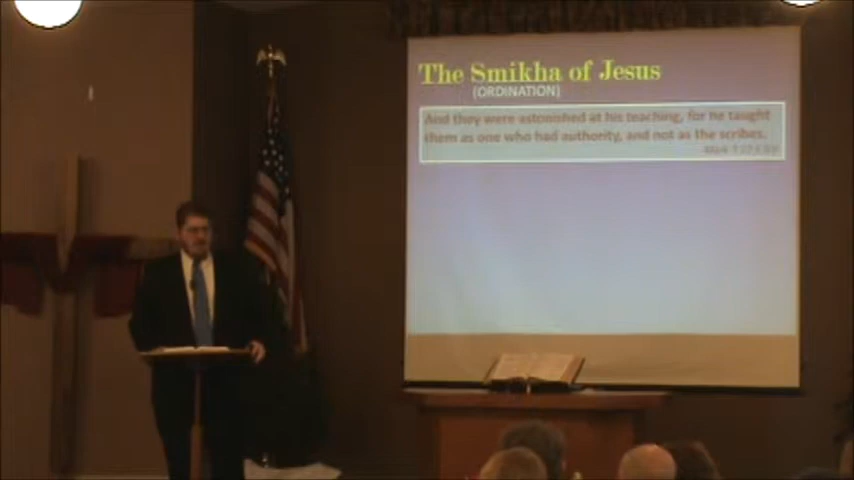 The Smikha of Jesus
(ORDINATION)
And they were astonished at his teaching, for he taught
them as one who had authority, and not as the scribes.
Mark